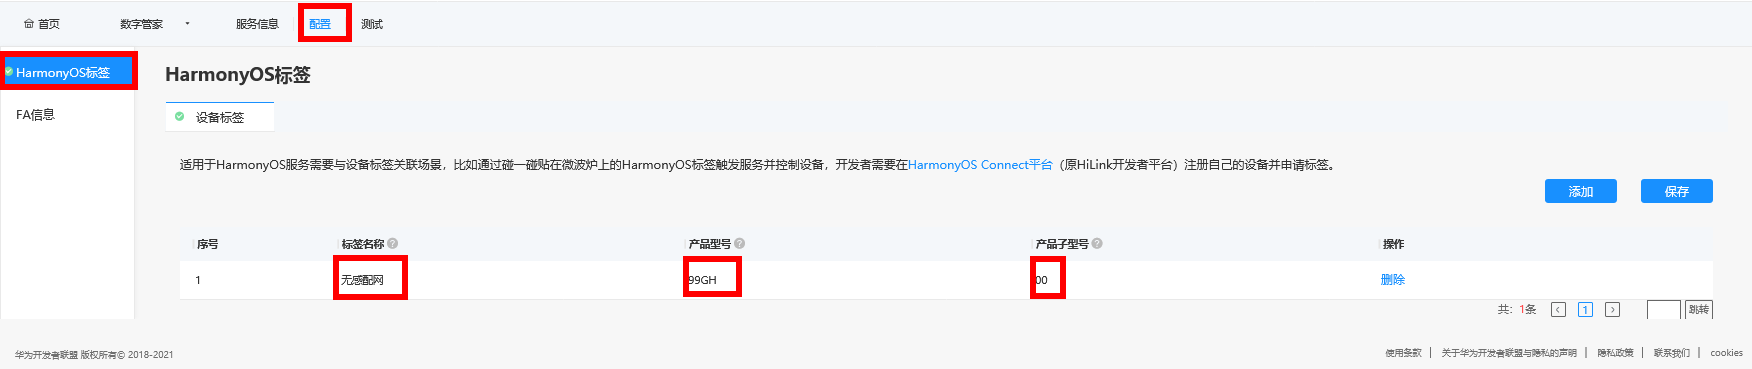 首页 数字管家 服务信息 配置 测试
HarmonyOS标签
FA信息
HarmonyOS标签
设备标签
适用于HarmonyOS服务需要与设备标签关联场景，比如通过碰一碰贴在微波炉上的HarmonyOS标签触发服务并控制设备，开发者需要在HarmonyOS Connect平台（原HiLink开发者平台）注册自己的设备并申请标签。
添加 保存
序号 标签名称 ? 产品型号 ? 产品子型号 ? 操作
1 无感配网 99GH 00 删除
共：1条 < 1 > 跳转
华为开发者联盟 版权所有© 2018-2021
使用条款 | 关于华为开发者联盟与隐私的声明 | 隐私政策 | 联系我们 | cookies